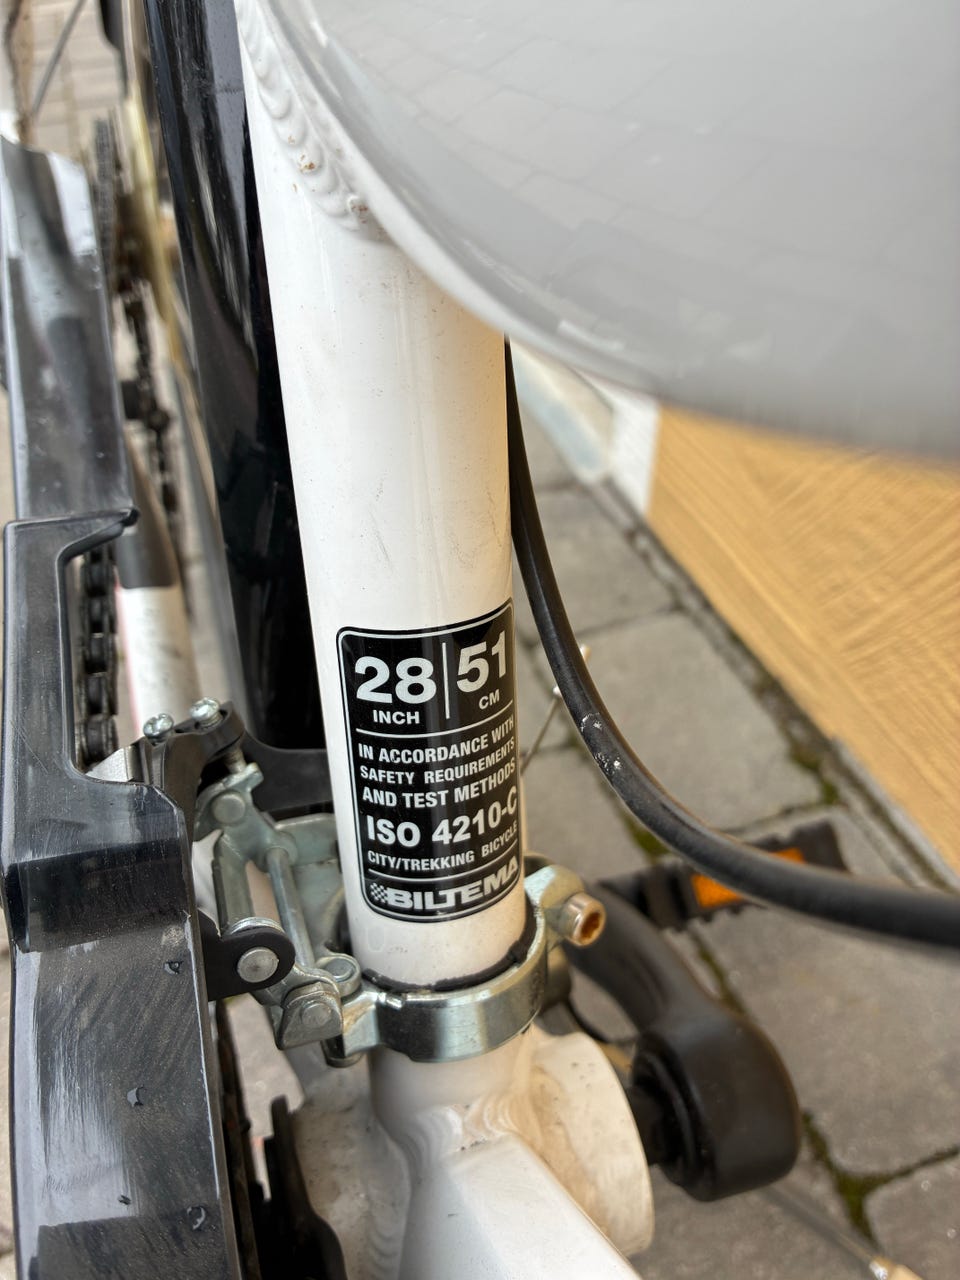 28 | 51
INCH CM
IN ACCORDANCE WITH
SAFETY REQUIREMENTS
AND TEST METHODS
ISO 4210-C
CITY/TREKKING BICYCLE
BILTEMA